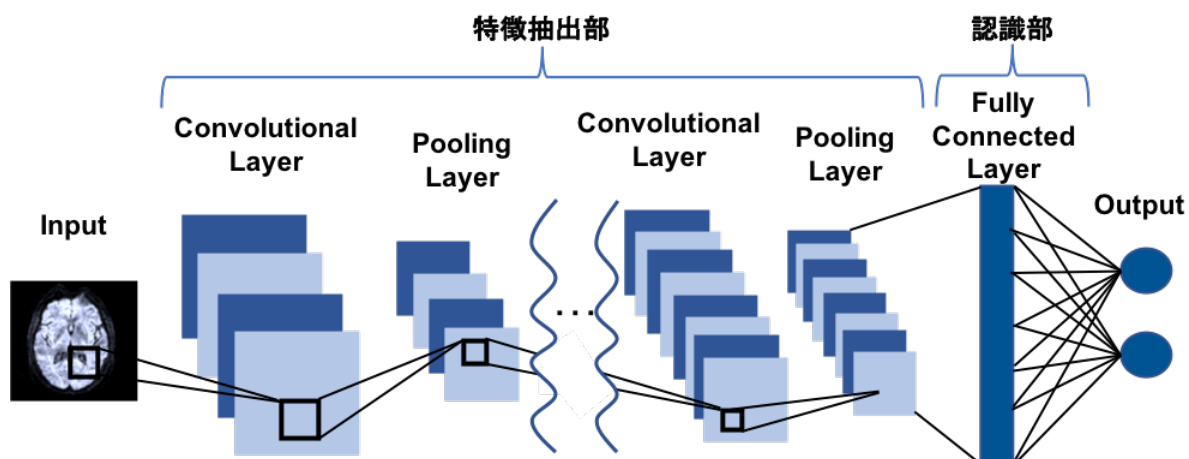 特徴抽出部
認識部
Convolutional
Layer
Pooling
Layer
Convolutional
Layer
Pooling
Layer
Fully
Connected
Layer
Input
...
Output